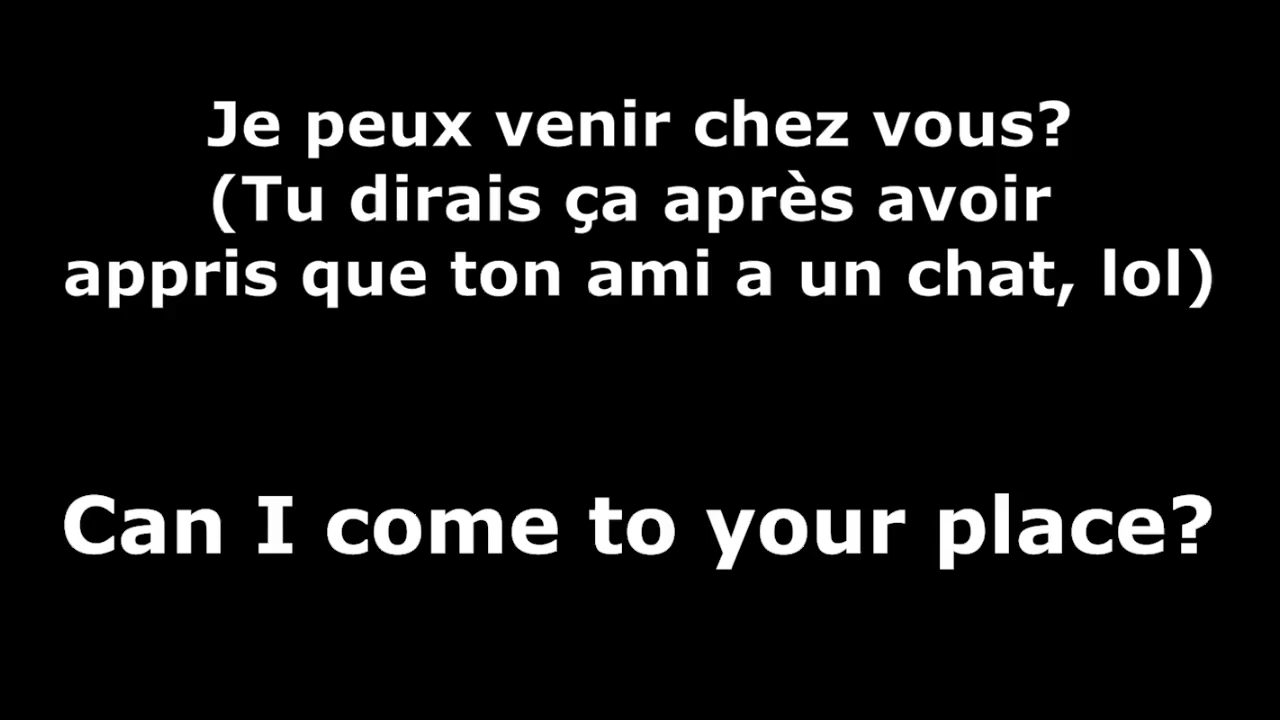 Je peux venir chez vous?
(Tu dirais ça après avoir
appris que ton ami a un chat, lol)
Can I come to your place?